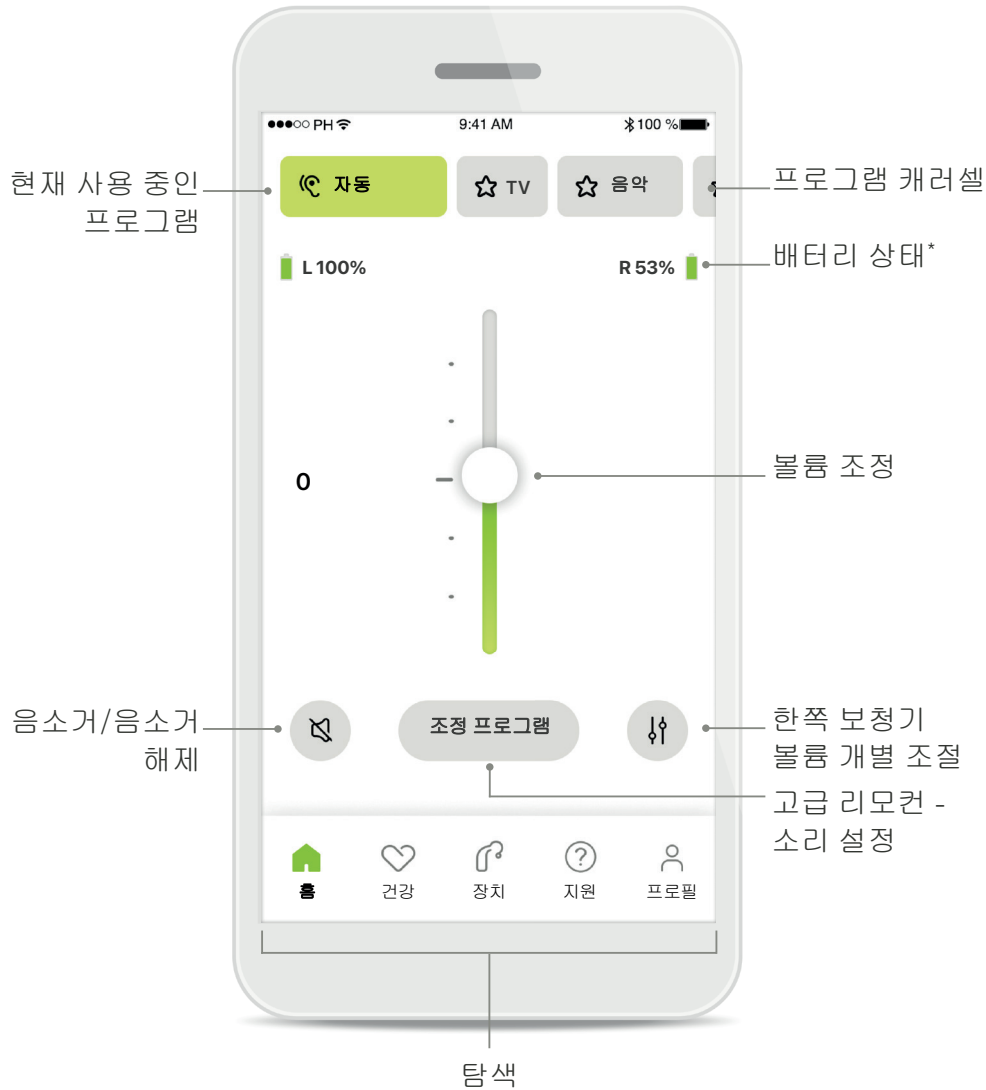 PH 9:41 AM 100 %
현재 사용 중인
프로그램
자동 TV 음악
프로그램 캐러셀
L 100% R 53%
배터리 상태*
0
볼륨 조정
음소거/음소거
해제
조정 프로그램
한쪽 보청기
볼륨 개별 조절
고급 리모컨 -
소리 설정
홈 건강 장치 지원 프로필
탐색